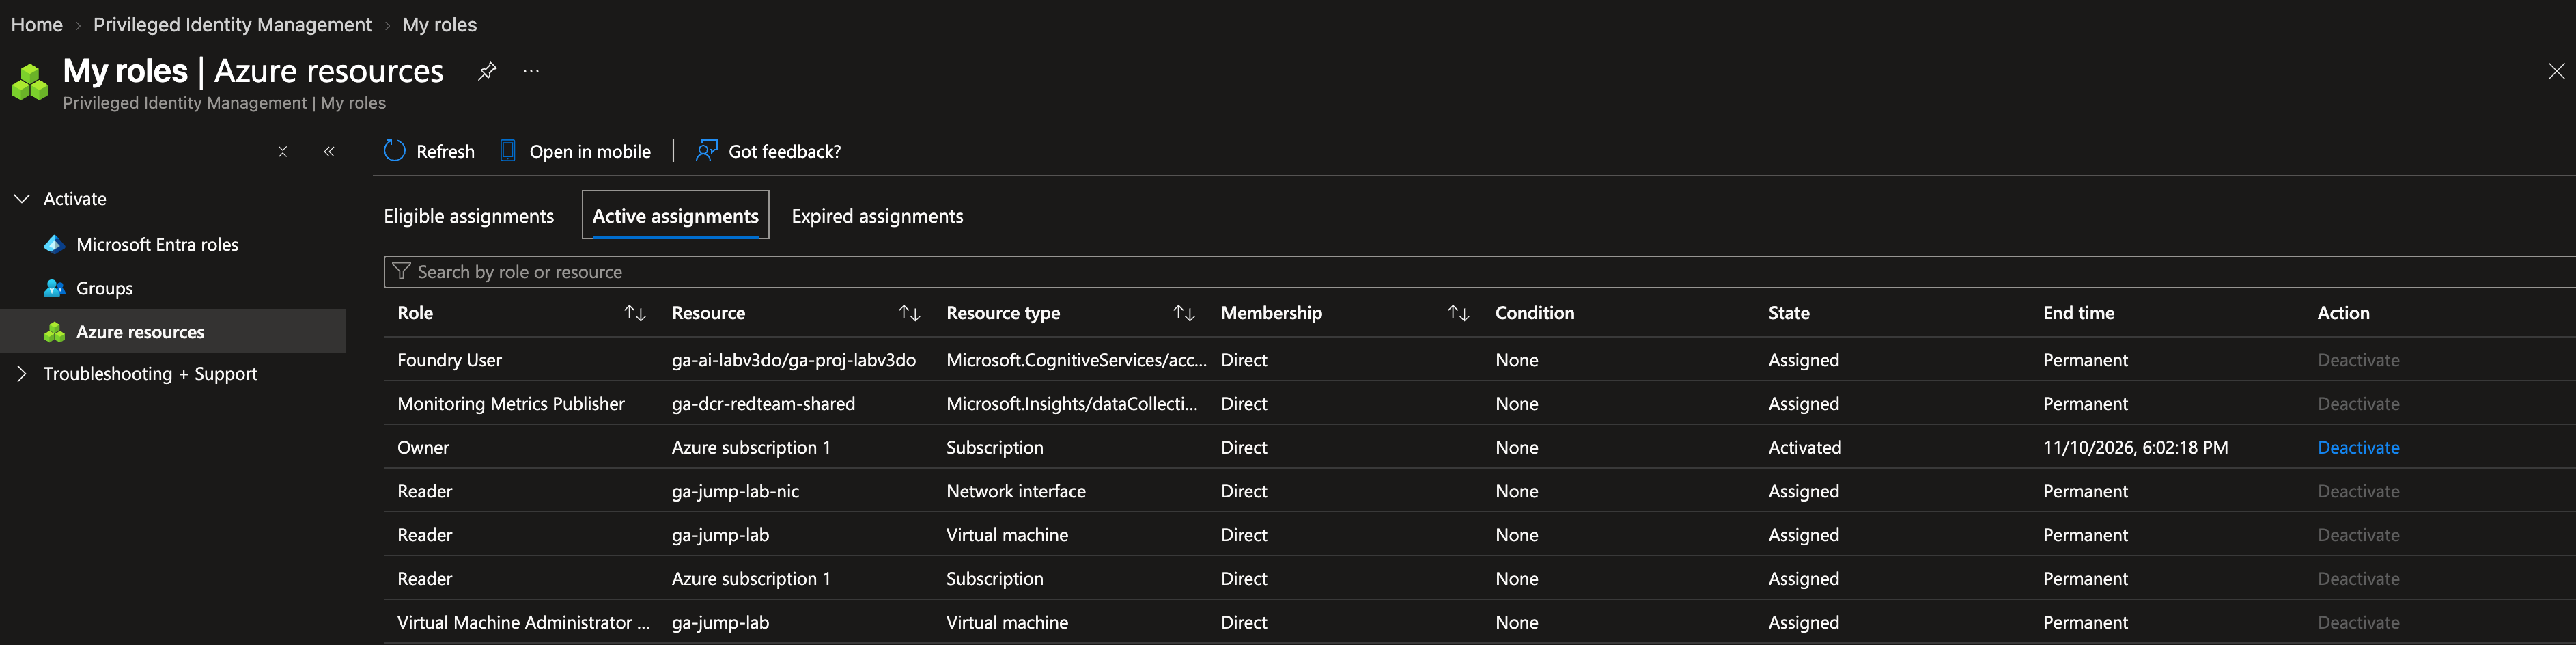 Home > Privileged Identity Management > My roles
My roles | Azure resources
Privileged Identity Management | My roles
Refresh Open in mobile | Got feedback?
Activate
Microsoft Entra roles
Groups
Azure resources
Troubleshooting + Support
Eligible assignments Active assignments Expired assignments
Search by role or resource
Role Resource Resource type Membership Condition State End time Action
Foundry User ga-ai-labv3do/ga-proj-labv3do Microsoft.CognitiveServices/acc... Direct None Assigned Permanent Deactivate
Monitoring Metrics Publisher ga-dcr-redteam-shared Microsoft.Insights/dataCollecti... Direct None Assigned Permanent Deactivate
Owner Azure subscription 1 Subscription Direct None Activated 11/10/2026, 6:02:18 PM Deactivate
Reader ga-jump-lab-nic Network interface Direct None Assigned Permanent Deactivate
Reader ga-jump-lab Virtual machine Direct None Assigned Permanent Deactivate
Reader Azure subscription 1 Subscription Direct None Assigned Permanent Deactivate
Virtual Machine Administrator ... ga-jump-lab Virtual machine Direct None Assigned Permanent Deactivate